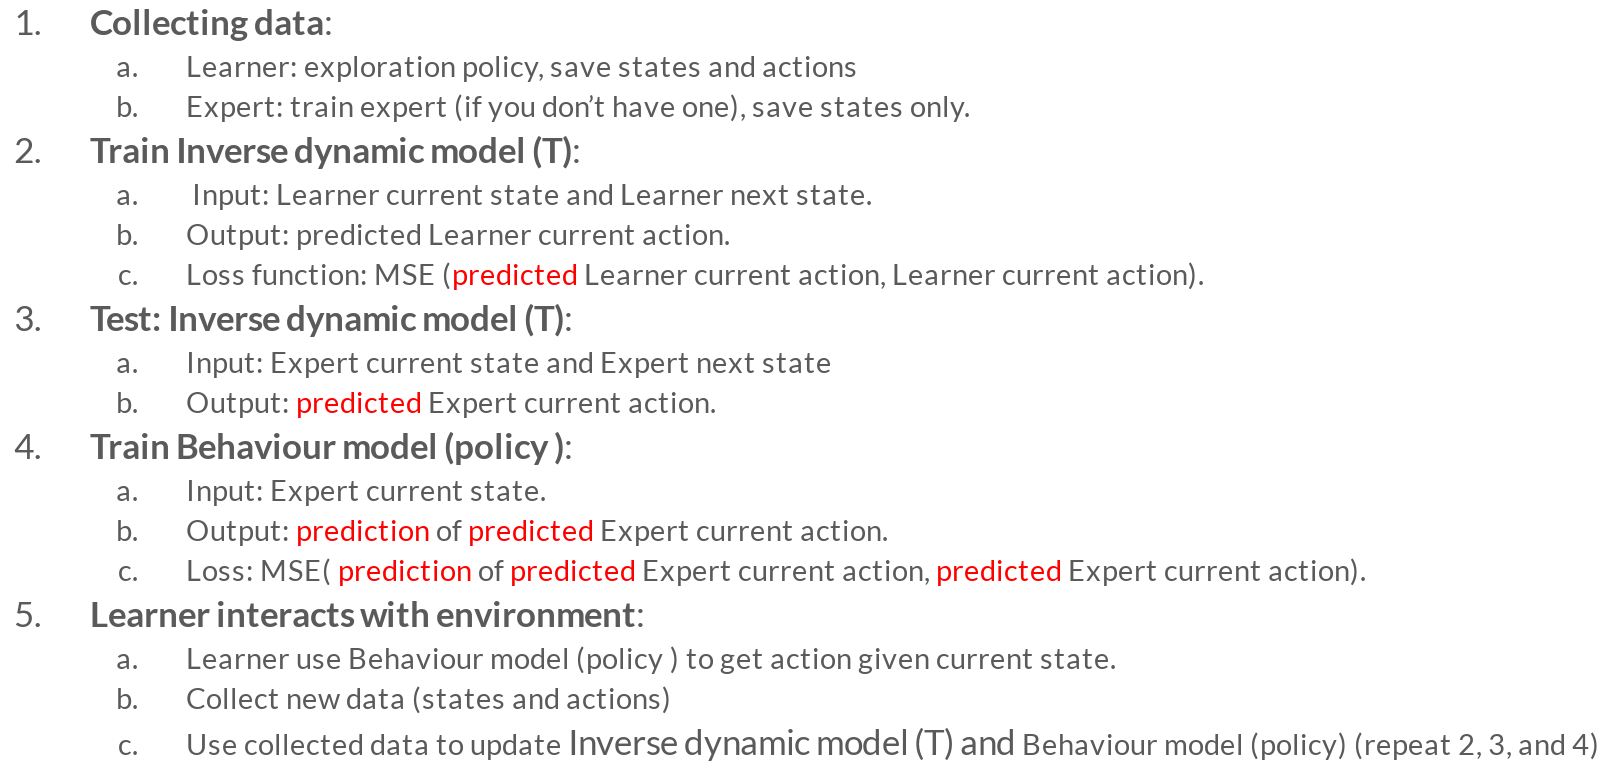 1. Collecting data:
a. Learner: exploration policy, save states and actions
b. Expert: train expert (if you don’t have one), save states only.
2. Train Inverse dynamic model (T):
a. Input: Learner current state and Learner next state.
b. Output: predicted Learner current action.
c. Loss function: MSE (predicted Learner current action, Learner current action).
3. Test: Inverse dynamic model (T):
a. Input: Expert current state and Expert next state
b. Output: predicted Expert current action.
4. Train Behaviour model (policy ):
a. Input: Expert current state.
b. Output: prediction of predicted Expert current action.
c. Loss: MSE( prediction of predicted Expert current action, predicted Expert current action).
5. Learner interacts with environment:
a. Learner use Behaviour model (policy ) to get action given current state.
b. Collect new data (states and actions)
c. Use collected data to update Inverse dynamic model (T) and Behaviour model (policy) (repeat 2, 3, and 4)